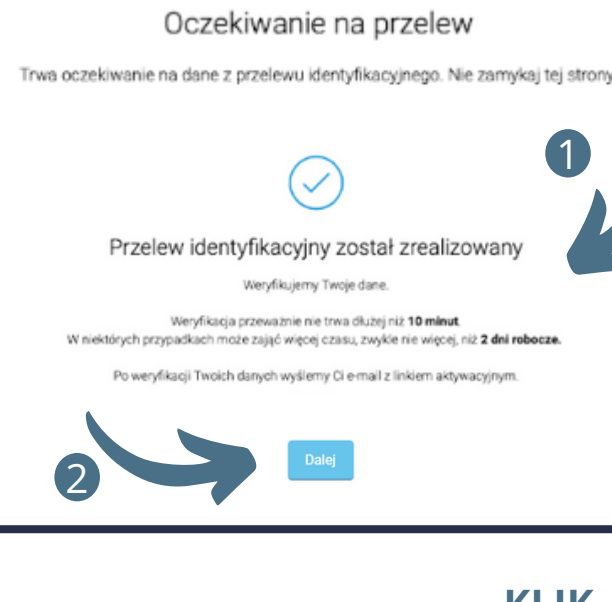 Oczekiwanie na przelew
Trwa oczekiwanie na dane z przelewu identyfikacyjnego. Nie zamykaj tej strony
1
Przelew identyfikacyjny został zrealizowany
Weryfikujemy Twoje dane.
Weryfikacja przeważnie nie trwa dłużej niż 10 minut.
W niektórych przypadkach może zająć więcej czasu, zwykle nie więcej, niż 2 dni robocze.
Po weryfikacji Twoich danych wyślemy Ci e-mail z linkiem aktywacyjnym.
Dalej
2
KLIK